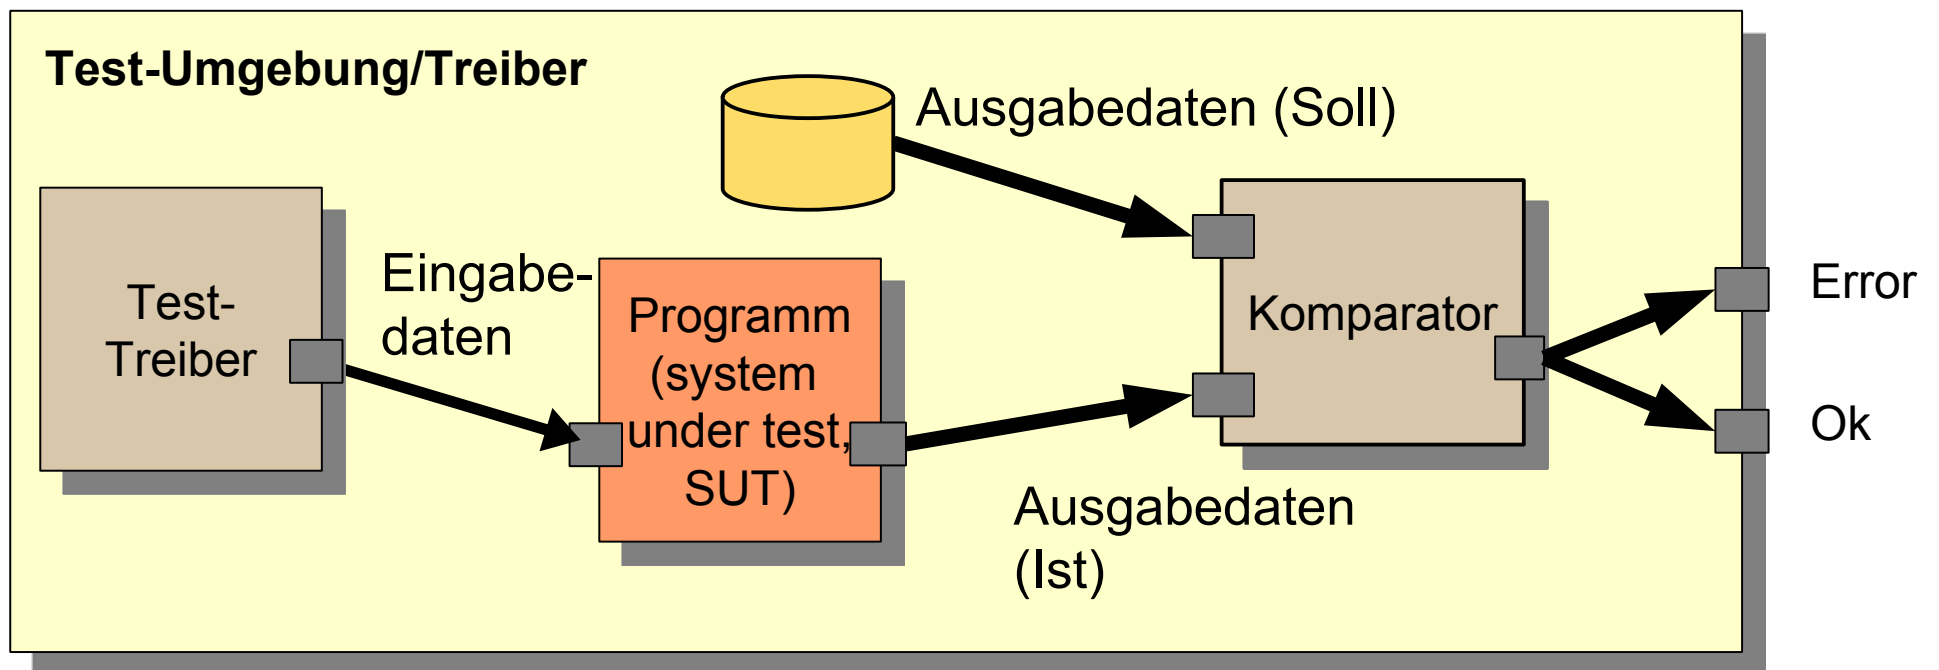 Test-Umgebung/Treiber
Ausgabedaten (Soll)
Test-
Treiber
Eingabe-
daten
Programm
(system
under test,
SUT)
Komparator
Error
Ok
Ausgabedaten
(Ist)